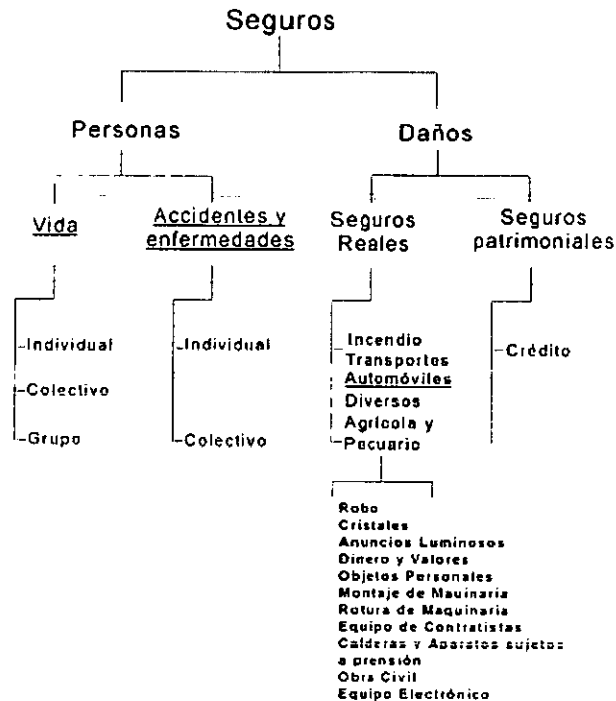 Seguros
Personas
Daños
Vida
Accidentes y
enfermedades
Seguros
Reales
Seguros
patrimoniales
Individual
Colectivo
Grupo
Individual
Colectivo
Incendio
Transportes
Automóviles
Diversos
Agrícola y
Pecuario
Crédito
Robo
Cristales
Anuncios Luminosos
Dinero y Valores
Objetos Personales
Montaje de Mauinaria
Rotura de Maquinaria
Equipo de Contratistas
Calderas y Aparatos sujetos
a prensión
Obra Civil
Equipo Electrónico